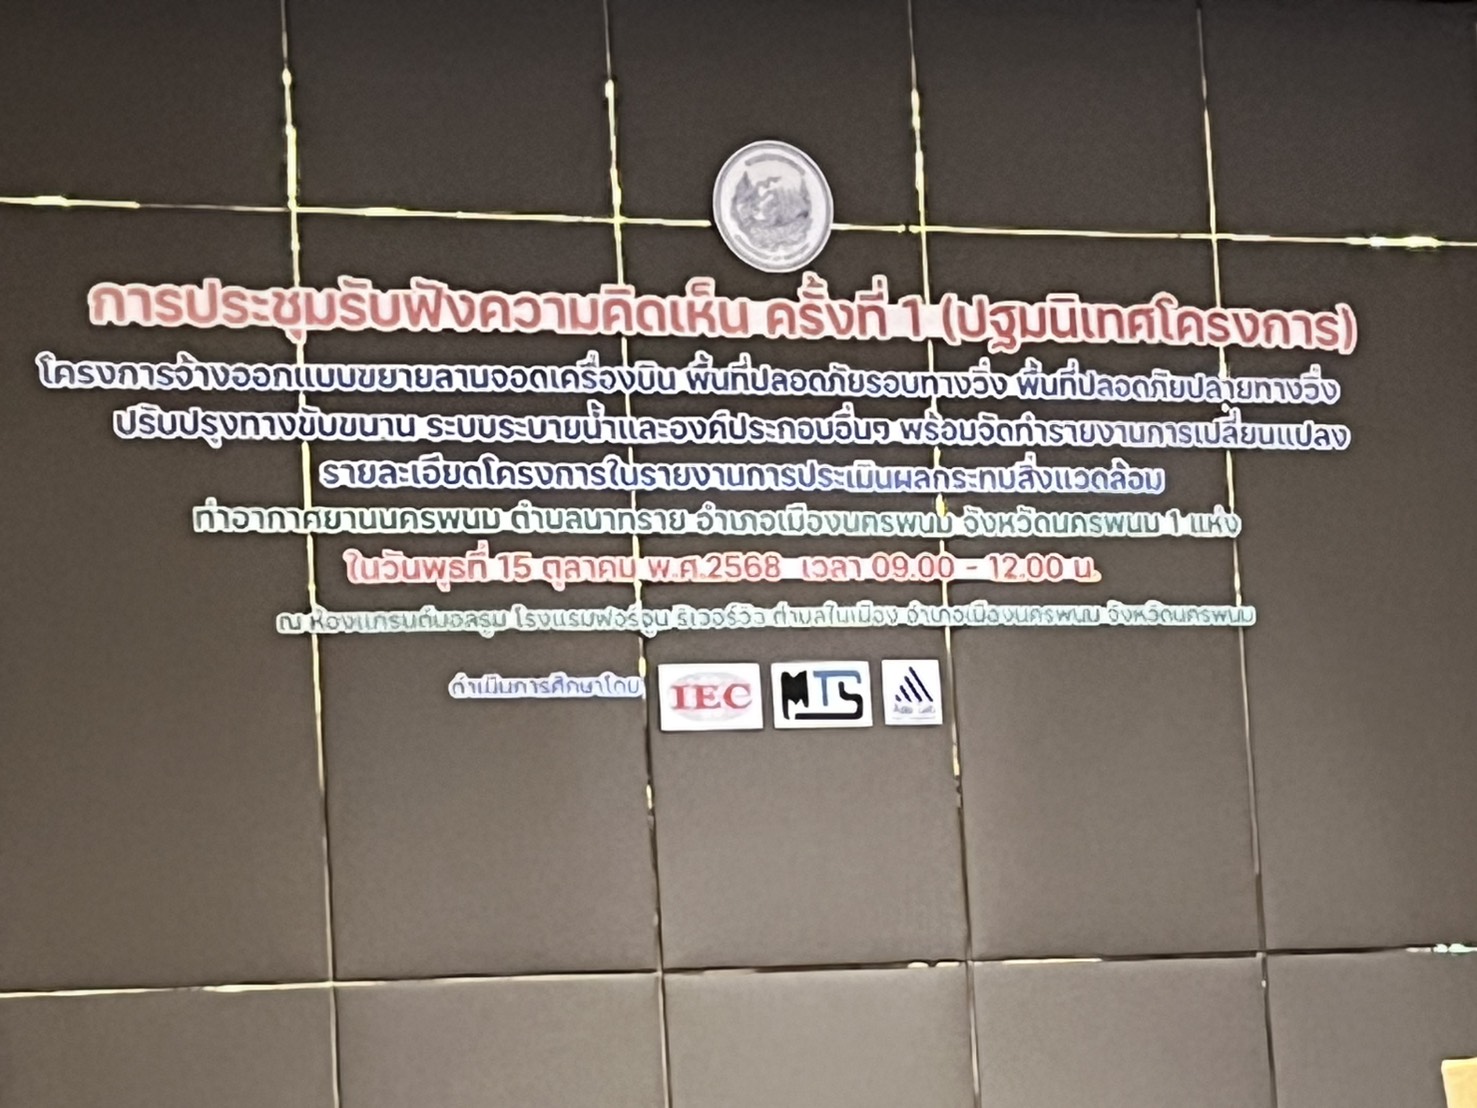 การประชุมรับฟังความคิดเห็น ครั้งที่ 1 (ปฐมนิเทศโครงการ)
โครงการจ้างออกแบบขยายลานจอดเครื่องบิน พื้นที่ปลอดภัยรอบทางวิ่ง พื้นที่ปลอดภัยปลายทางวิ่ง
ปรับปรุงทางขับขนาน ระบบระบายน้ำและองค์ประกอบอื่นๆ พร้อมจัดทำรายงานการเปลี่ยนแปลง
รายละเอียดโครงการในรายงานการประเมินผลกระทบสิ่งแวดล้อม
ท่าอากาศยานนครพนม ตำบลนาทราย อำเภอเมืองนครพนม จังหวัดนครพนม 1 แห่ง
ในวันพุธที่ 15 ตุลาคม พ.ศ.2568 เวลา 09.00 - 12.00 น.
ณ ห้องแกรนด์บอลรูม โรงแรมฟอร์จูน ริเวอร์วิว ตำบลในเมือง อำเภอเมืองนครพนม จังหวัดนครพนม
ดำเนินการศึกษาโดย IEC MTS